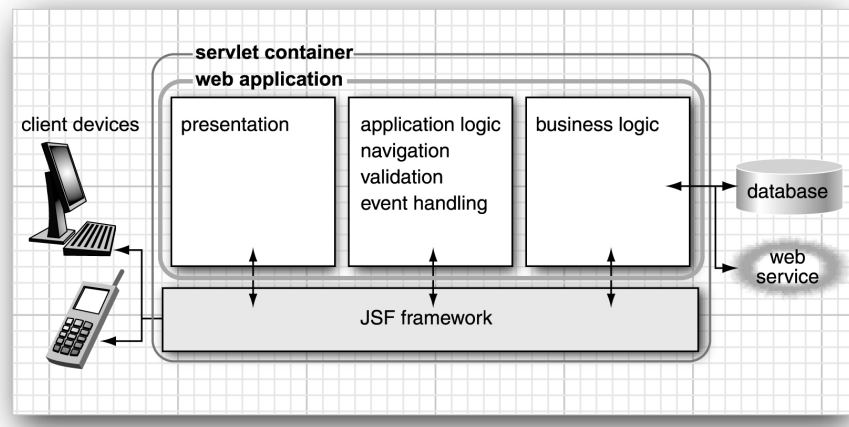 servlet container
web application
client devices
presentation
application logic
navigation
validation
event handling
business logic
database
web
service
JSF framework